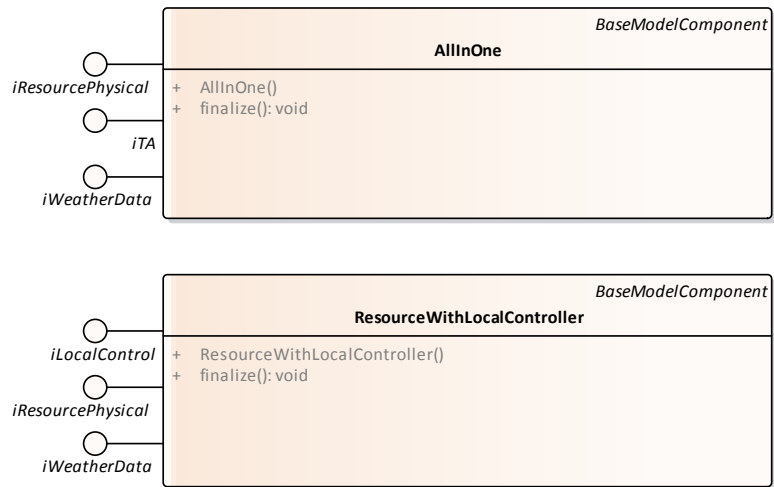 BaseModelComponent
AllInOne
iResourcePhysical
+ AllInOne()
+ finalize(): void
iTA
iWeatherData
BaseModelComponent
ResourceWithLocalController
iLocalControl
+ ResourceWithLocalController()
+ finalize(): void
iResourcePhysical
iWeatherData